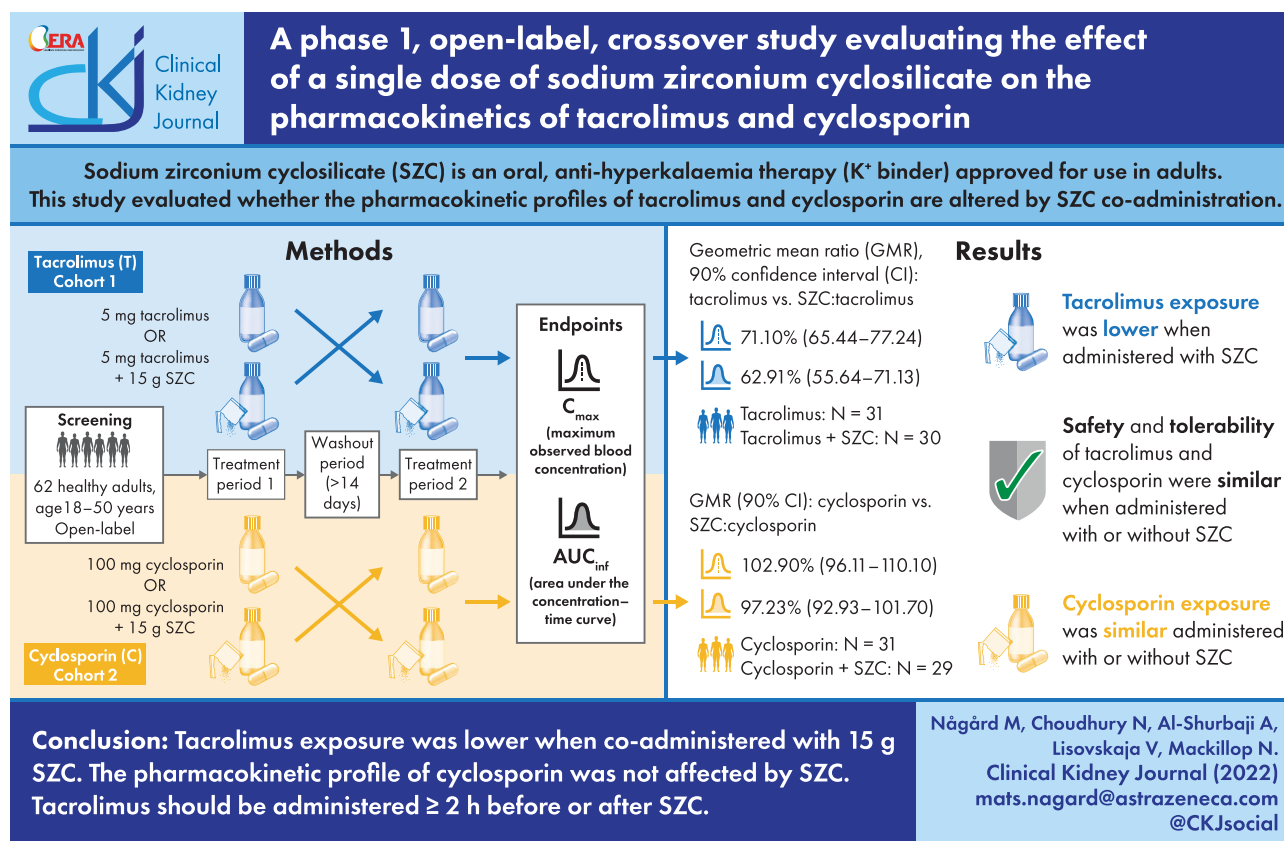 ERA
CKJ
Clinical
Kidney
Journal
A phase 1, open-label, crossover study evaluating the effect
of a single dose of sodium zirconium cyclosilicate on the
pharmacokinetics of tacrolimus and cyclosporin
Sodium zirconium cyclosilicate (SZC) is an oral, anti-hyperkalaemia therapy (K⁺ binder) approved for use in adults.
This study evaluated whether the pharmacokinetic profiles of tacrolimus and cyclosporin are altered by SZC co-administration.
Methods
Tacrolimus (T)
Cohort 1
5 mg tacrolimus
OR
5 mg tacrolimus
+ 15 g SZC
Screening
62 healthy adults,
age18–50 years
Open-label
Treatment
period 1
Washout
period
(>14
days)
Treatment
period 2
100 mg cyclosporin
OR
100 mg cyclosporin
+ 15 g SZC
Cyclosporin (C)
Cohort 2
Endpoints
Cmax
(maximum
observed blood
concentration)
AUCinf
(area under the
concentration–
time curve)
Results
Geometric mean ratio (GMR),
90% confidence interval (CI):
tacrolimus vs. SZC:tacrolimus
71.10% (65.44–77.24)
62.91% (55.64–71.13)
Tacrolimus: N = 31
Tacrolimus + SZC: N = 30
GMR (90% CI): cyclosporin vs.
SZC:cyclosporin
102.90% (96.11–110.10)
97.23% (92.93–101.70)
Cyclosporin: N = 31
Cyclosporin + SZC: N = 29
Tacrolimus exposure
was lower when
administered with SZC
Safety and tolerability
of tacrolimus and
cyclosporin were similar
when administered
with or without SZC
Cyclosporin exposure
was similar administered
with or without SZC
Conclusion: Tacrolimus exposure was lower when co-administered with 15 g
SZC. The pharmacokinetic profile of cyclosporin was not affected by SZC.
Tacrolimus should be administered ≥ 2 h before or after SZC.
Någård M, Choudhury N, Al-Shurbaji A,
Lisovskaja V, Mackillop N.
Clinical Kidney Journal (2022)
mats.nagard@astrazeneca.com
@CKJsocial